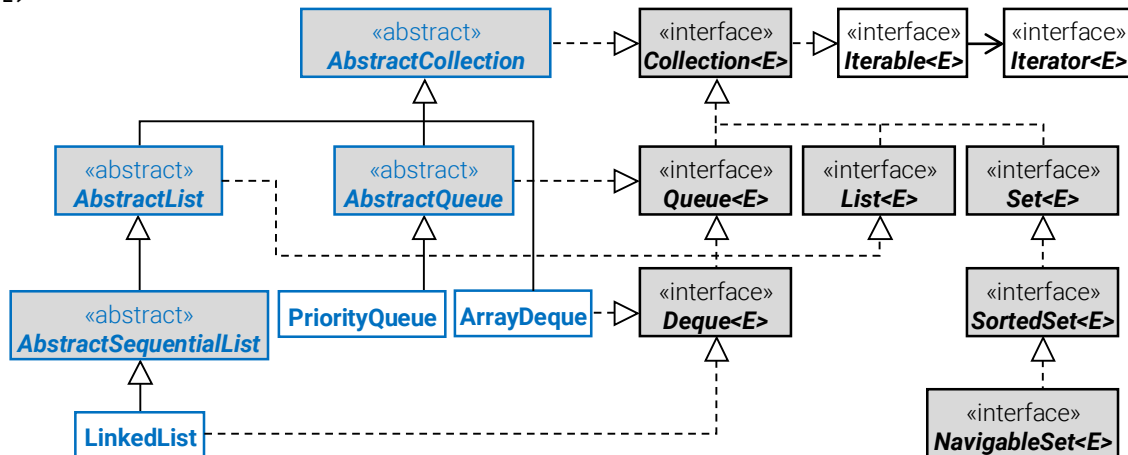 «abstract»
AbstractCollection
«interface»
Collection<E>
«interface»
Iterable<E>
«interface»
Iterator<E>
«abstract»
AbstractList
«abstract»
AbstractQueue
«interface»
Queue<E>
«interface»
List<E>
«interface»
Set<E>
«abstract»
AbstractSequentialList
PriorityQueue
ArrayDeque
«interface»
Deque<E>
«interface»
SortedSet<E>
LinkedList
«interface»
NavigableSet<E>